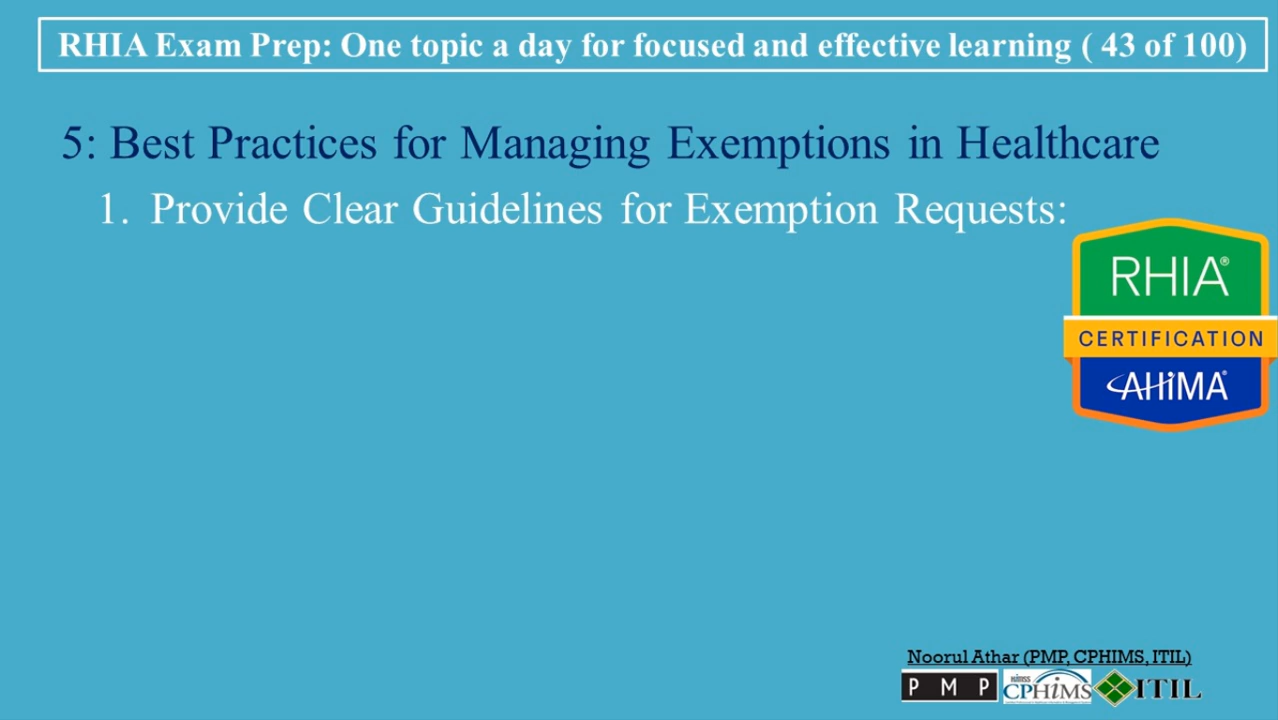 RHIA Exam Prep: One topic a day for focused and effective learning ( 43 of 100)
5: Best Practices for Managing Exemptions in Healthcare
1. Provide Clear Guidelines for Exemption Requests:
RHIA®
CERTIFICATION
AHiMA®
Noorul Athar (PMP, CPHIMS, ITIL)
P M P
himss
CPHiMS
ITIL